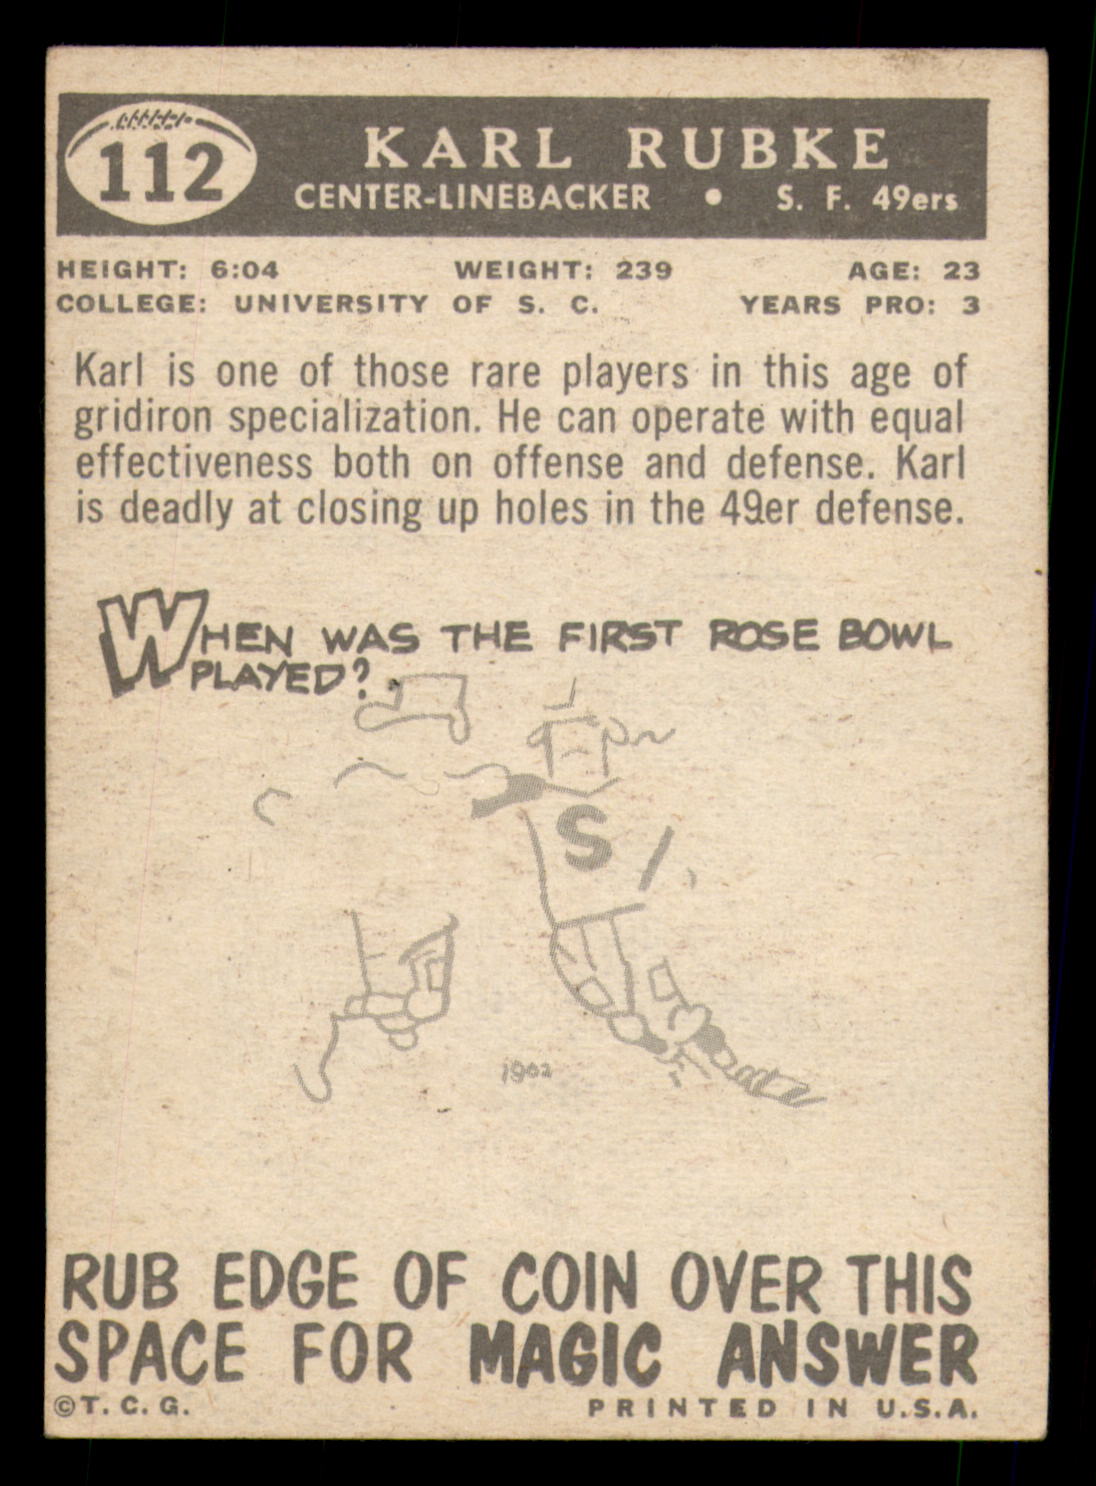 112
KARL RUBKE
CENTER-LINEBACKER • S. F. 49ers
HEIGHT: 6:04 WEIGHT: 239 AGE: 23
COLLEGE: UNIVERSITY OF S. C. YEARS PRO: 3
Karl is one of those rare players in this age of
gridiron specialization. He can operate with equal
effectiveness both on offense and defense. Karl
is deadly at closing up holes in the 49er defense.
WHEN WAS THE FIRST ROSE BOWL
PLAYED?
S
1902
RUB EDGE OF COIN OVER THIS
SPACE FOR MAGIC ANSWER
©T. C. G. PRINTED IN U.S.A.